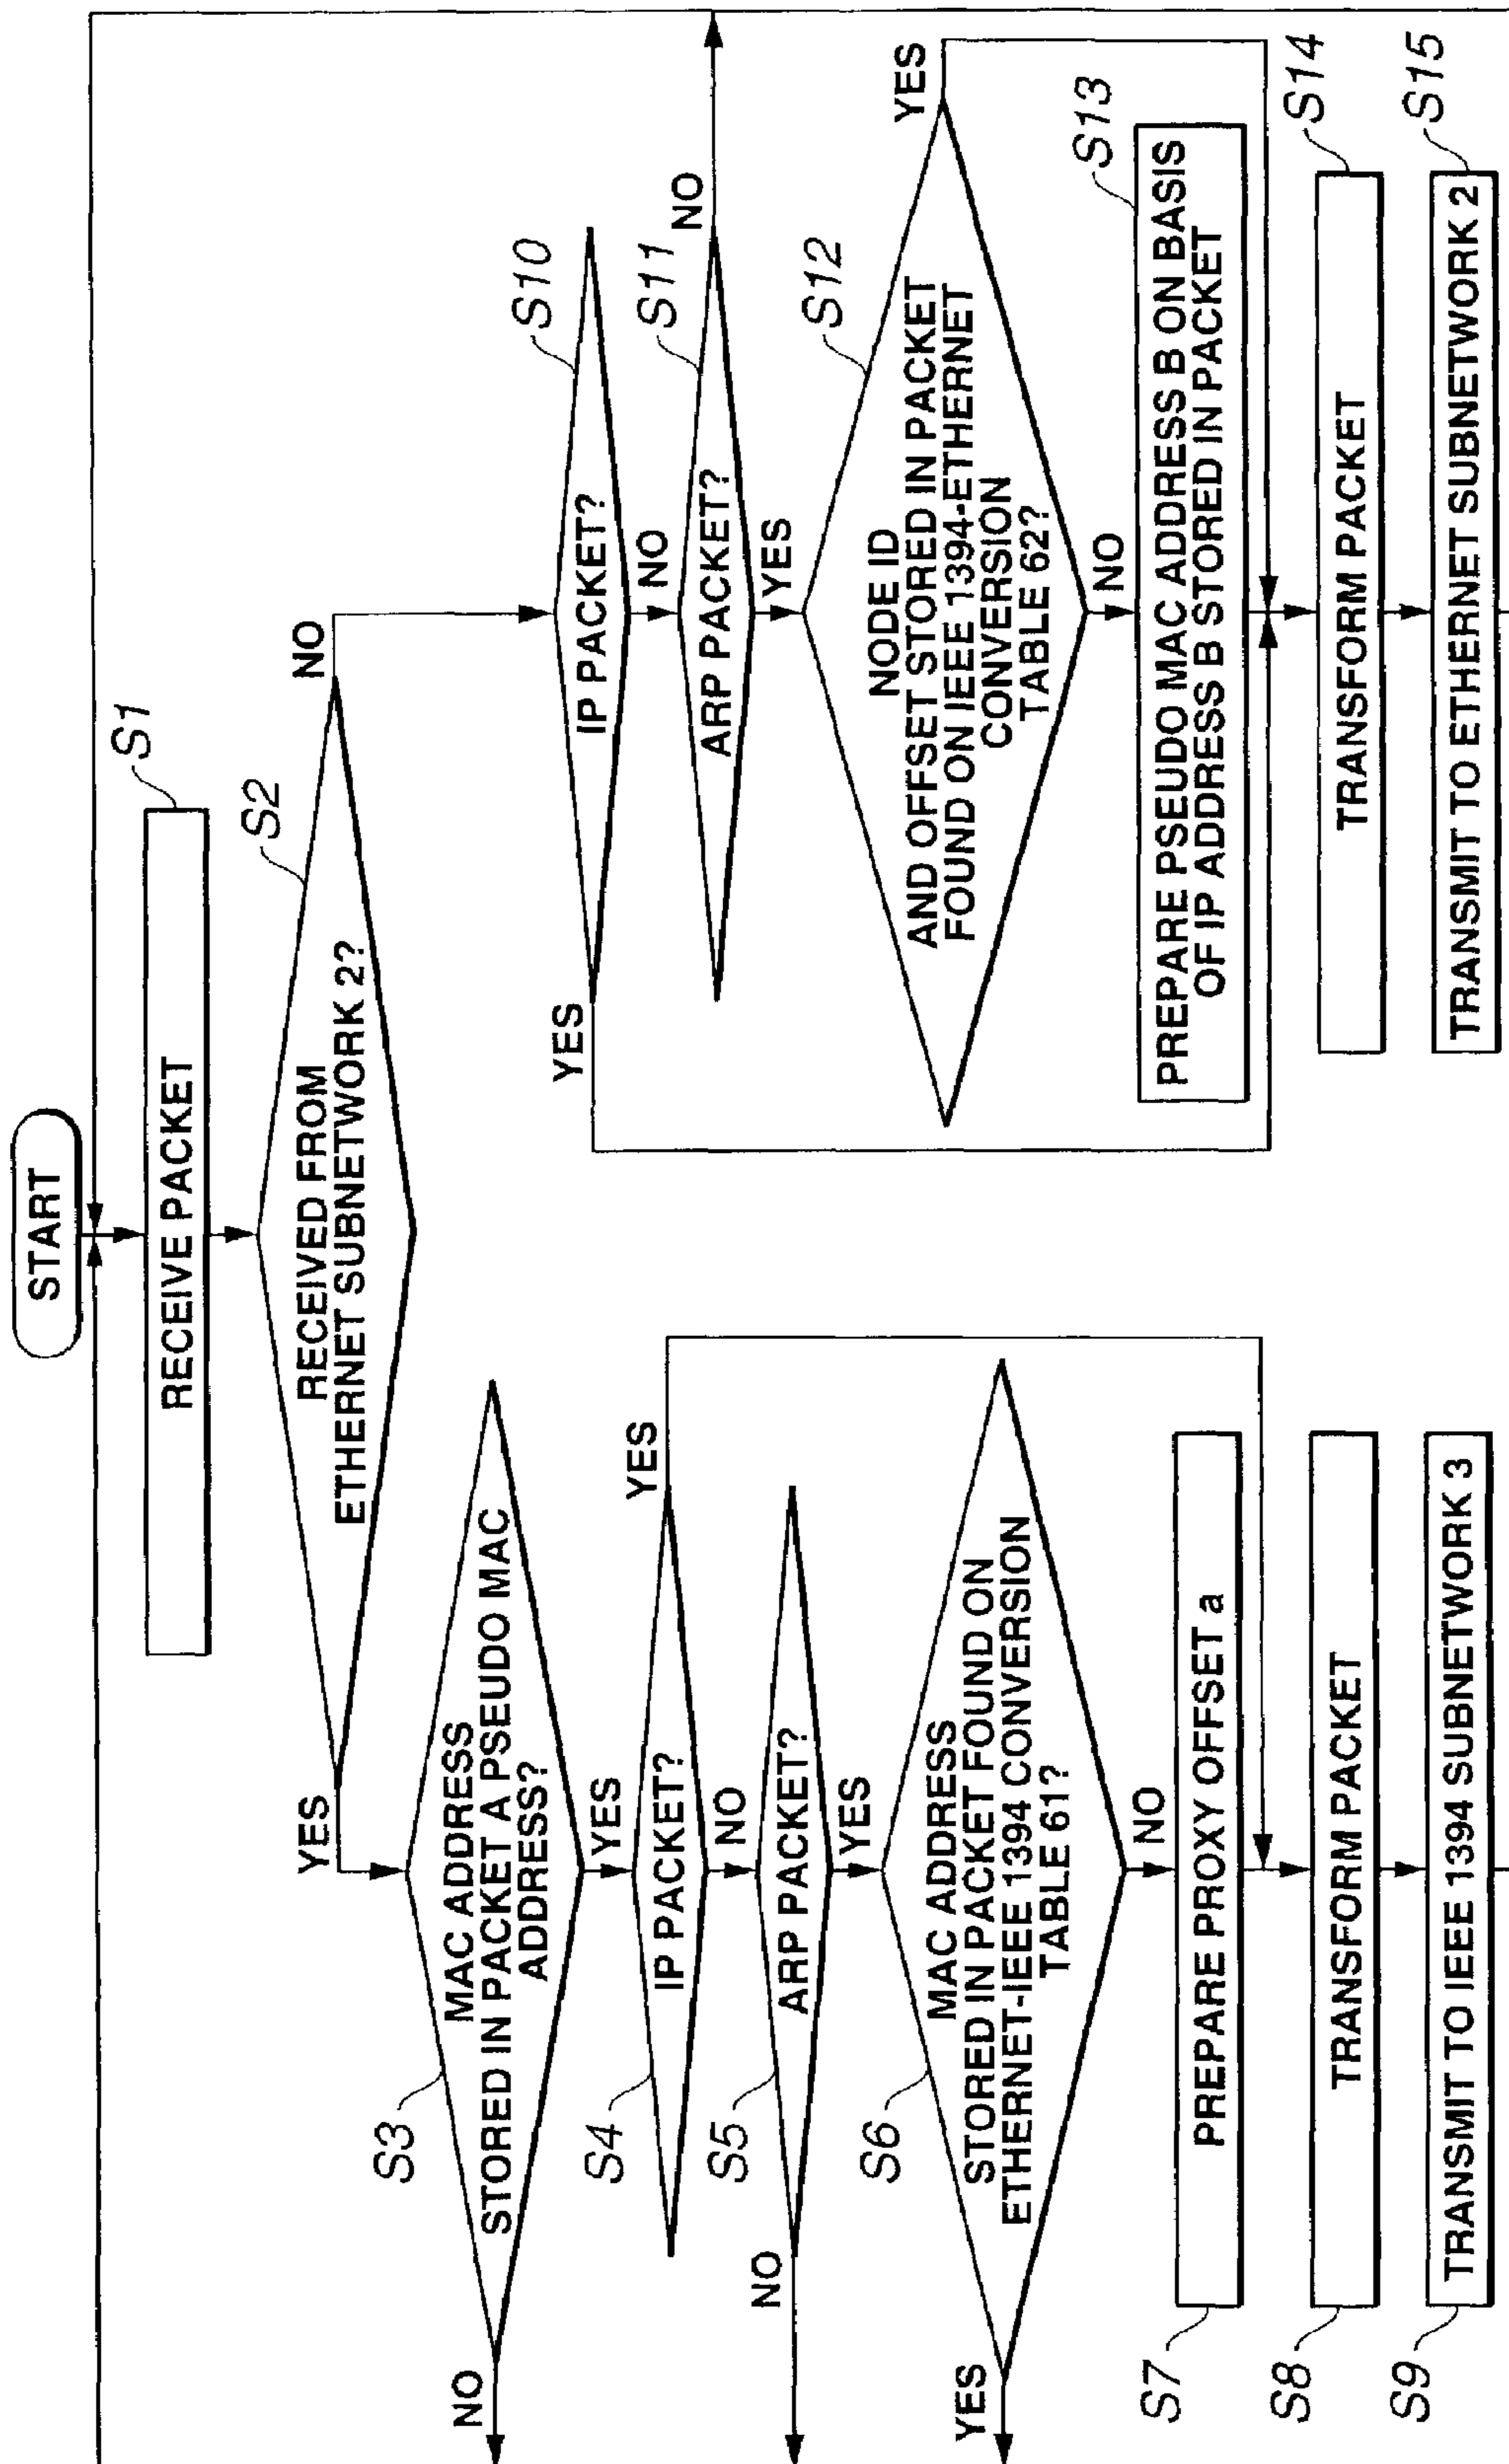 START
RECEIVE PACKET
S1
RECEIVED FROM
ETHERNET SUBNETWORK 2?
S2
YES
NO
MAC ADDRESS
STORED IN PACKET A PSEUDO MAC
ADDRESS?
S3
NO
YES
IP PACKET?
S4
YES
NO
ARP PACKET?
S5
NO
YES
MAC ADDRESS
STORED IN PACKET FOUND ON
ETHERNET-IEEE 1394 CONVERSION
TABLE 61?
S6
YES
NO
PREPARE PROXY OFFSET a
S7
TRANSFORM PACKET
S8
TRANSMIT TO IEEE 1394 SUBNETWORK 3
S9
IP PACKET?
S10
YES
NO
ARP PACKET?
S11
NO
YES
NODE ID
AND OFFSET STORED IN PACKET
FOUND ON IEEE 1394-ETHERNET
CONVERSION
TABLE 62?
S12
YES
NO
PREPARE PSEUDO MAC ADDRESS B ON BASIS
OF IP ADDRESS B STORED IN PACKET
S13
TRANSFORM PACKET
S14
TRANSMIT TO ETHERNET SUBNETWORK 2
S15